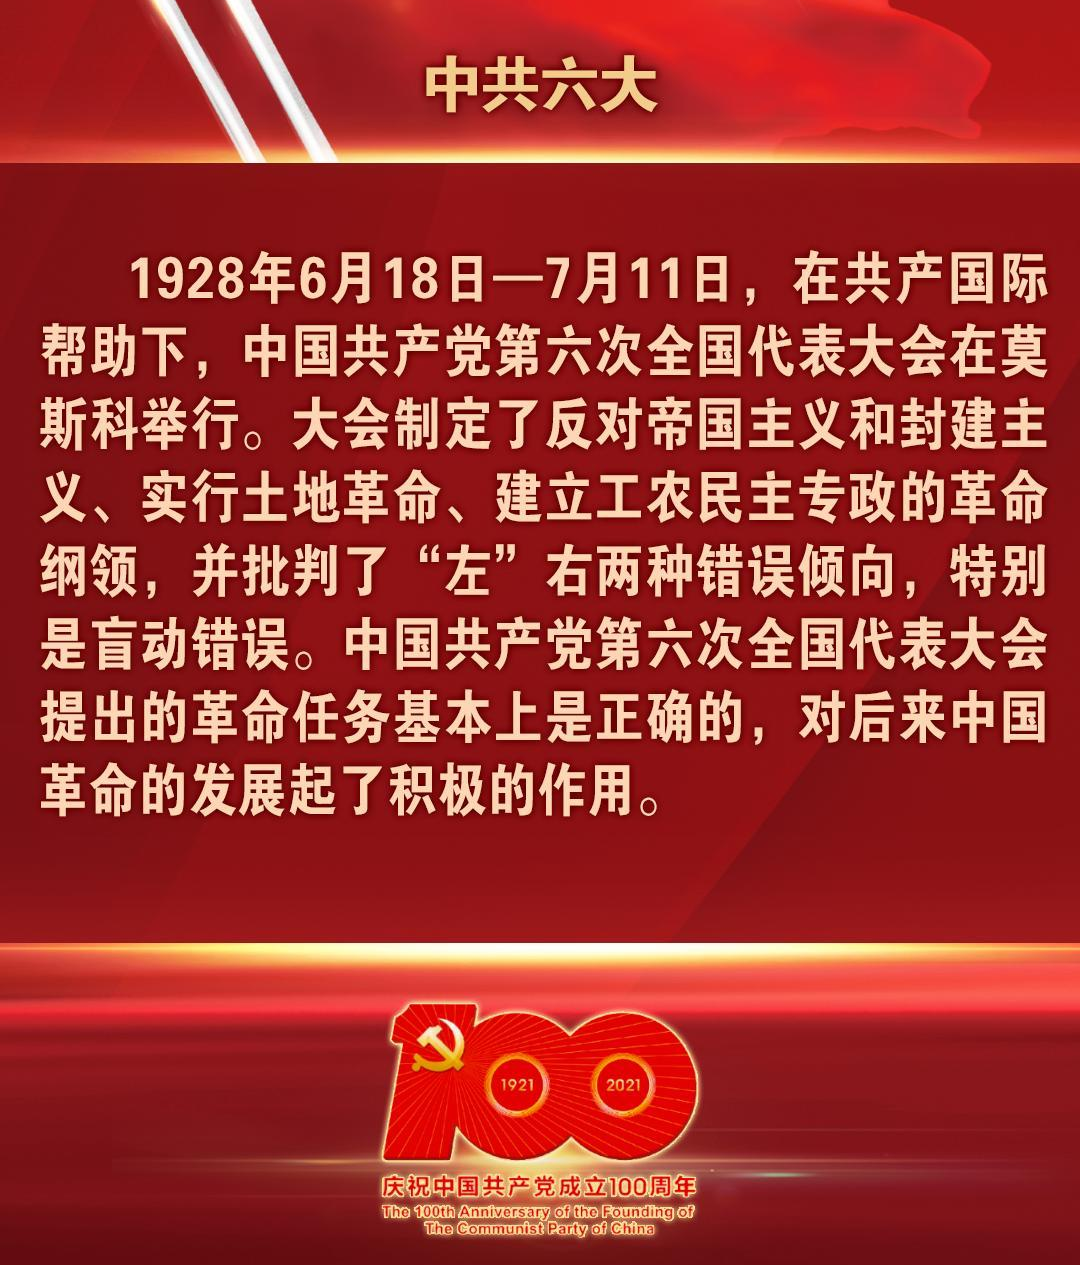 中共六大
1928年6月18日—7月11日，在共产国际
帮助下，中国共产党第六次全国代表大会在莫
斯科举行。大会制定了反对帝国主义和封建主
义、实行土地革命、建立工农民主专政的革命
纲领，并批判了“左”右两种错误倾向，特别
是盲动错误。中国共产党第六次全国代表大会
提出的革命任务基本上是正确的，对后来中国
革命的发展起了积极的作用。
100
1921 2021
庆祝中国共产党成立100周年
The 100th Anniversary of the Founding of
The Communist Party of China